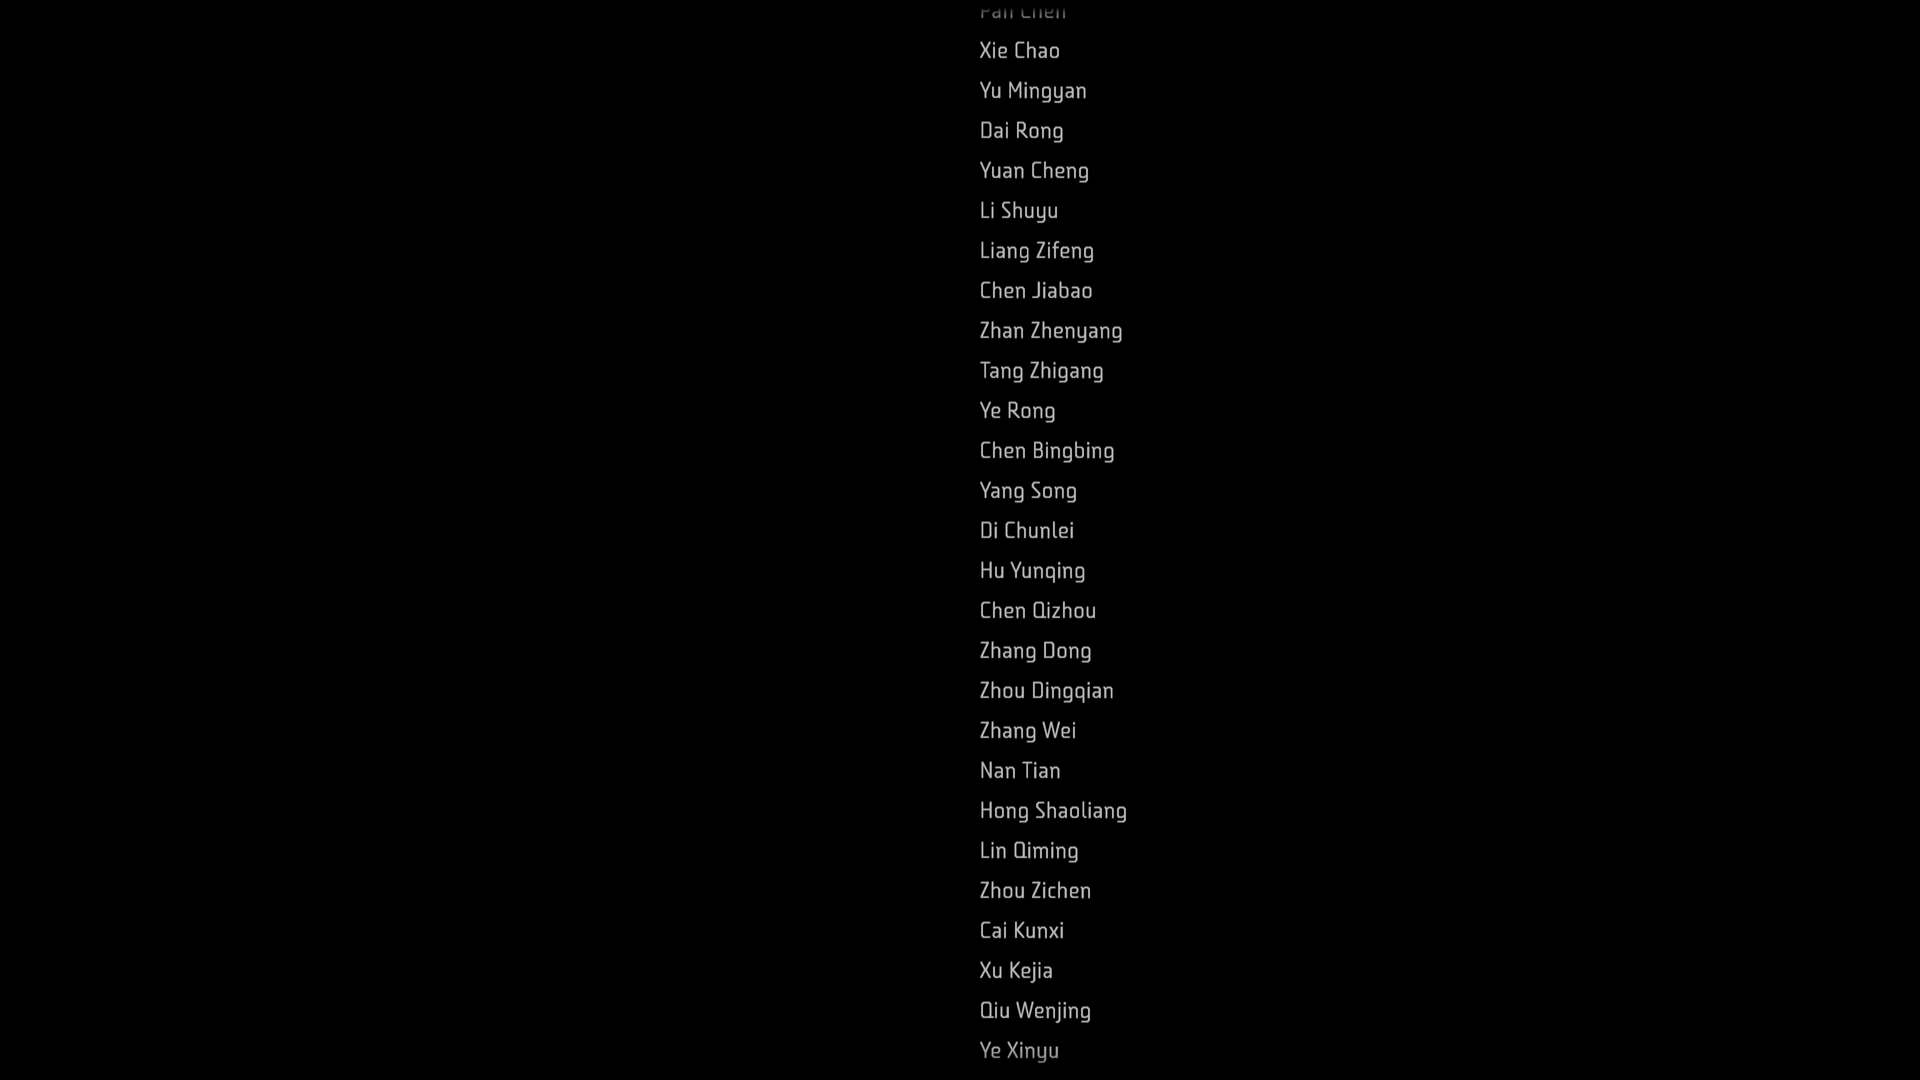 Pan Chen
Xie Chao
Yu Mingyan
Dai Rong
Yuan Cheng
Li Shuyu
Liang Zifeng
Chen Jiabao
Zhan Zhenyang
Tang Zhigang
Ye Rong
Chen Bingbing
Yang Song
Di Chunlei
Hu Yunqing
Chen Qizhou
Zhang Dong
Zhou Dingqian
Zhang Wei
Nan Tian
Hong Shaoliang
Lin Qiming
Zhou Zichen
Cai Kunxi
Xu Kejia
Qiu Wenjing
Ye Xinyu